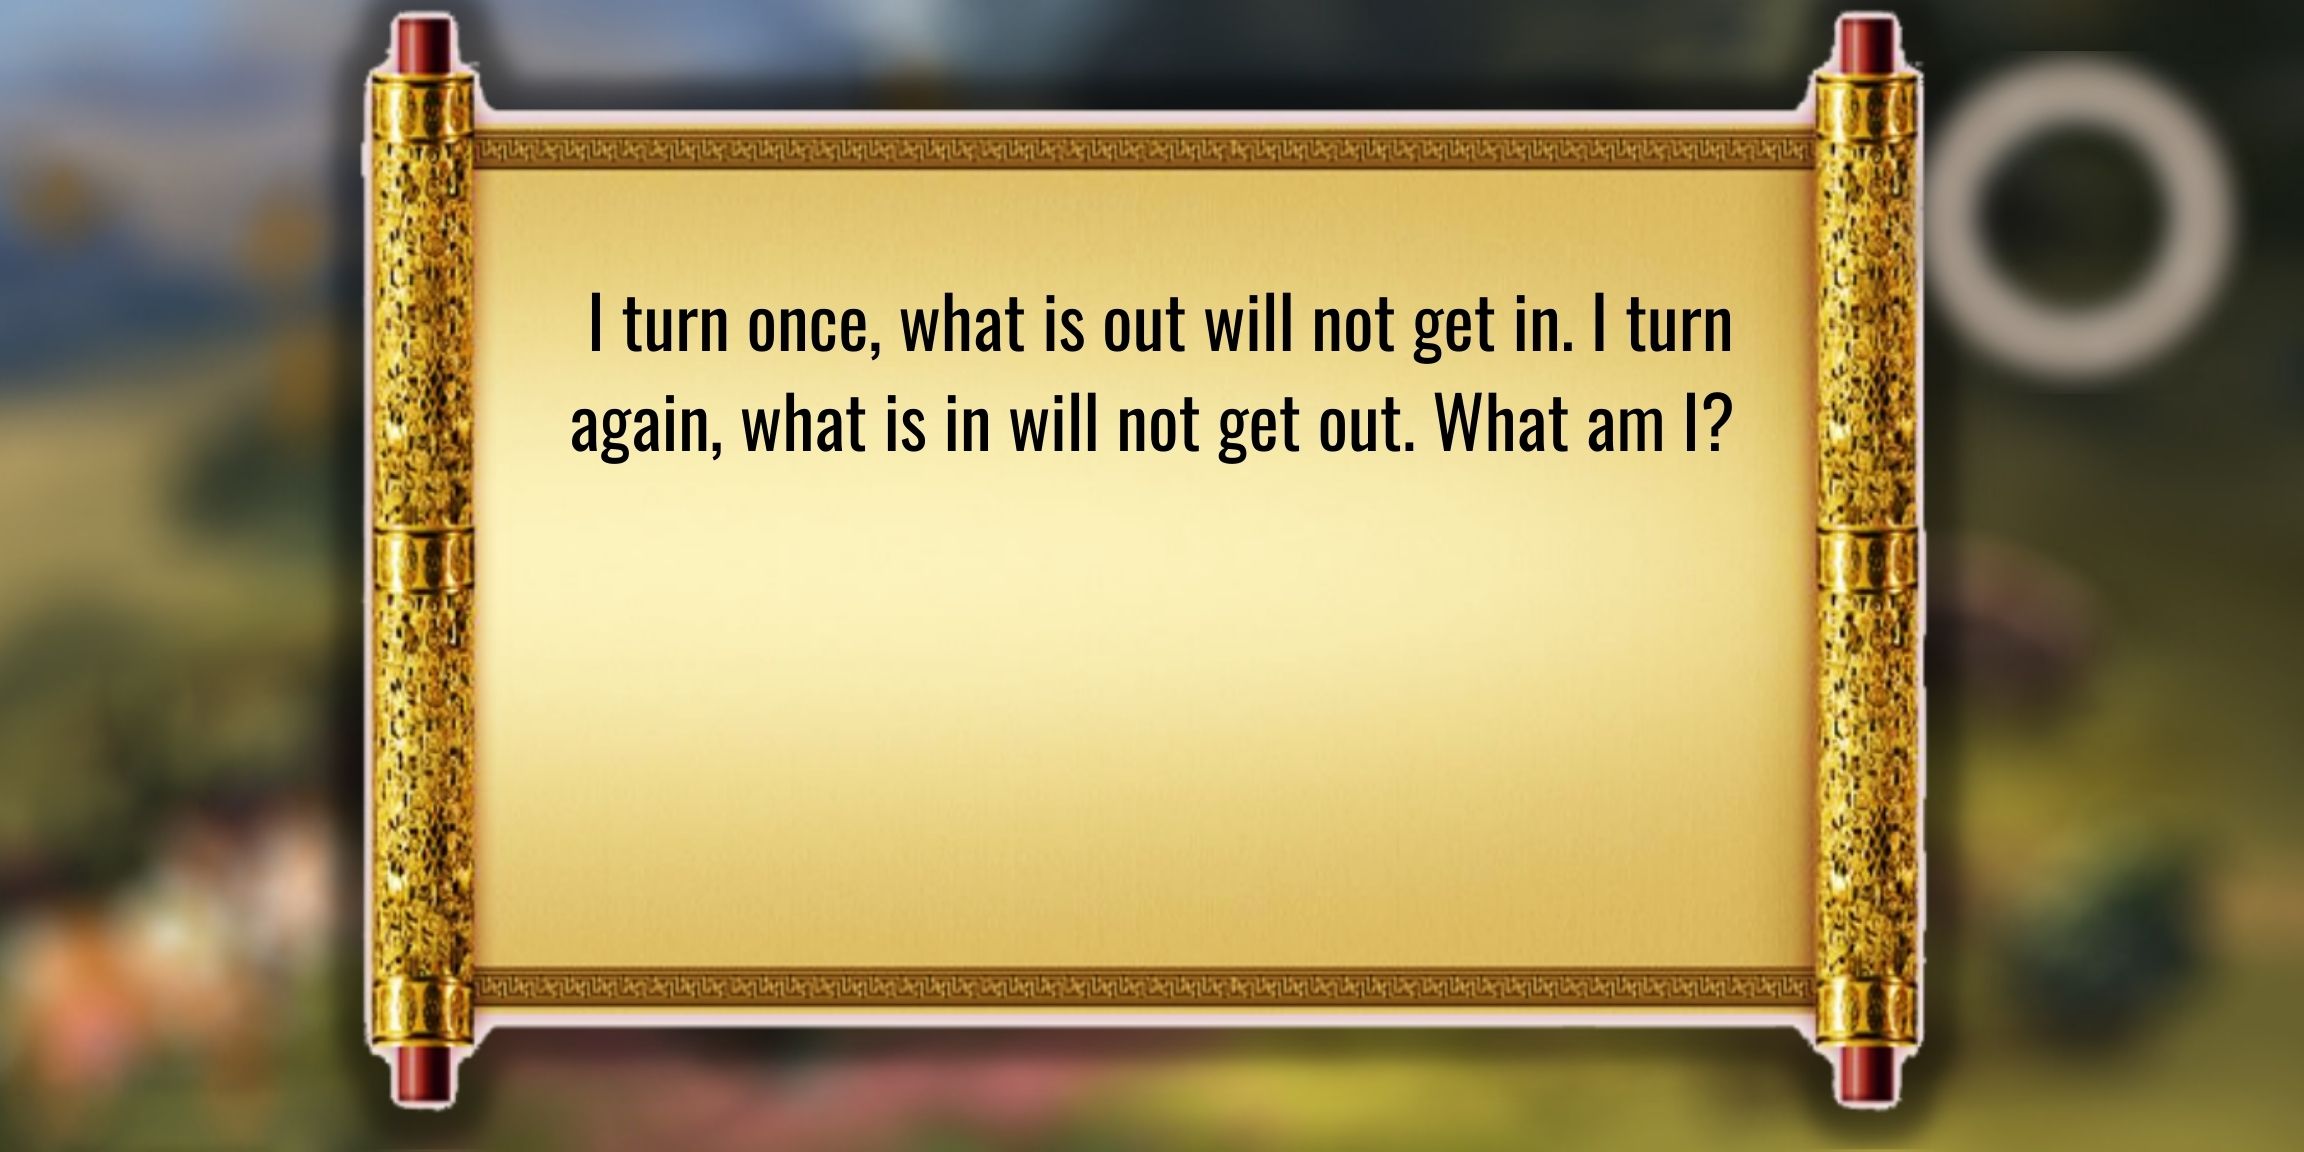 I turn once, what is out will not get in. I turn
again, what is in will not get out. What am I?